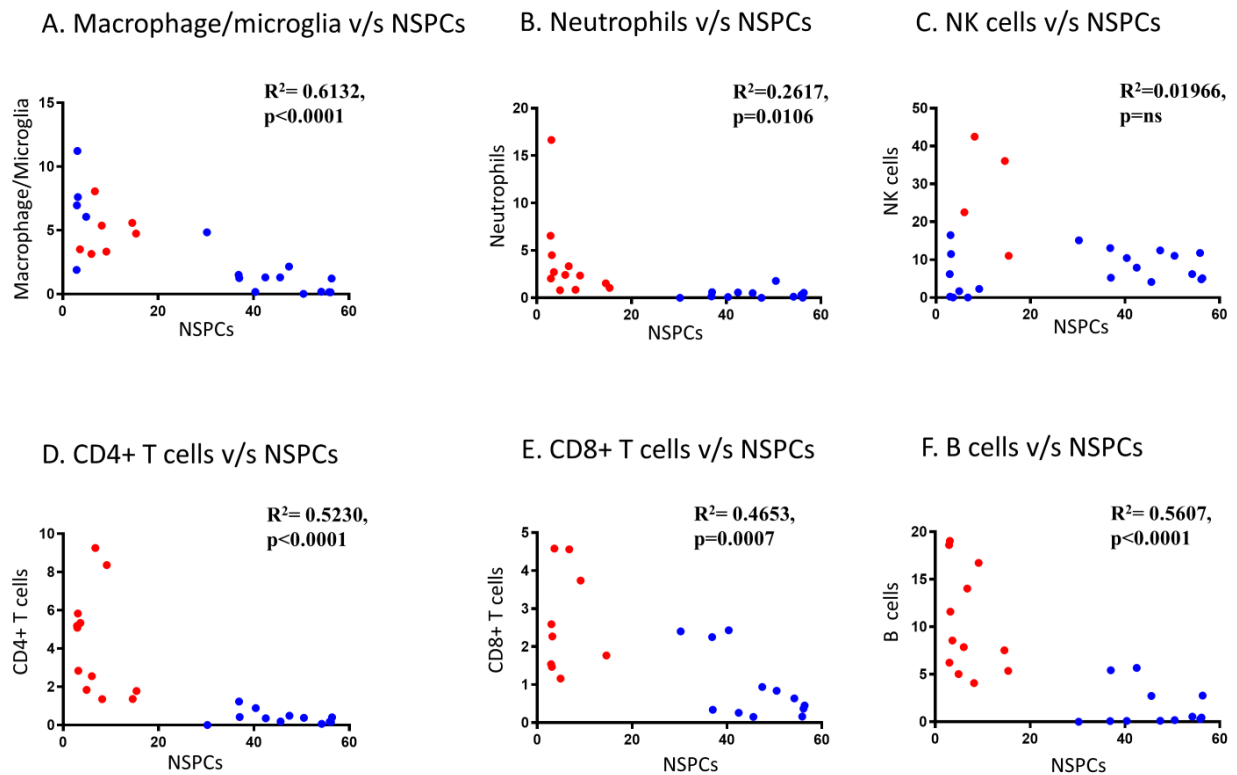 A. Macrophage/microglia v/s NSPCs
R²= 0.6132,
p<0.0001
Macrophage/Microglia
15
10
5
0
0
20
40
60
NSPCs
B. Neutrophils v/s NSPCs
R²=0.2617,
p=0.0106
Neutrophils
20
15
10
5
0
0
20
40
60
NSPCs
C. NK cells v/s NSPCs
R²=0.01966,
p=ns
NK cells
50
40
30
20
10
0
0
20
40
60
NSPCs
D. CD4+ T cells v/s NSPCs
R²= 0.5230,
p<0.0001
CD4+ T cells
10
8
6
4
2
0
0
20
40
60
NSPCs
E. CD8+ T cells v/s NSPCs
R²= 0.4653,
p=0.0007
CD8+ T cells
5
4
3
2
1
0
0
20
40
60
NSPCs
F. B cells v/s NSPCs
R²= 0.5607,
p<0.0001
B cells
20
15
10
5
0
0
20
40
60
NSPCs